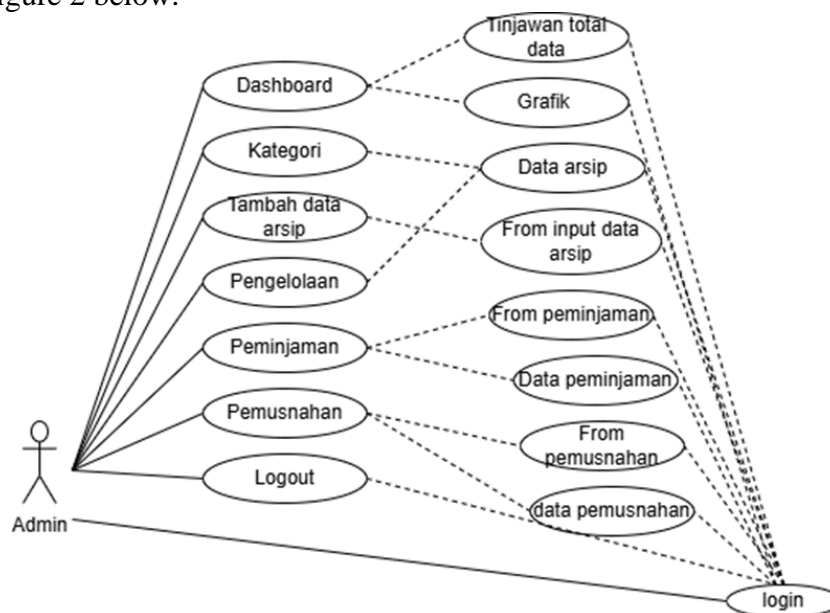 igure 2 below.
Tinjawan total
data
Dashboard
Grafik
Kategori
Data arsip
Tambah data
arsip
From input data
arsip
Pengelolaan
From peminjaman
Peminjaman
Data peminjaman
Pemusnahan
From
pemusnahan
Logout
data pemusnahan
Admin
login